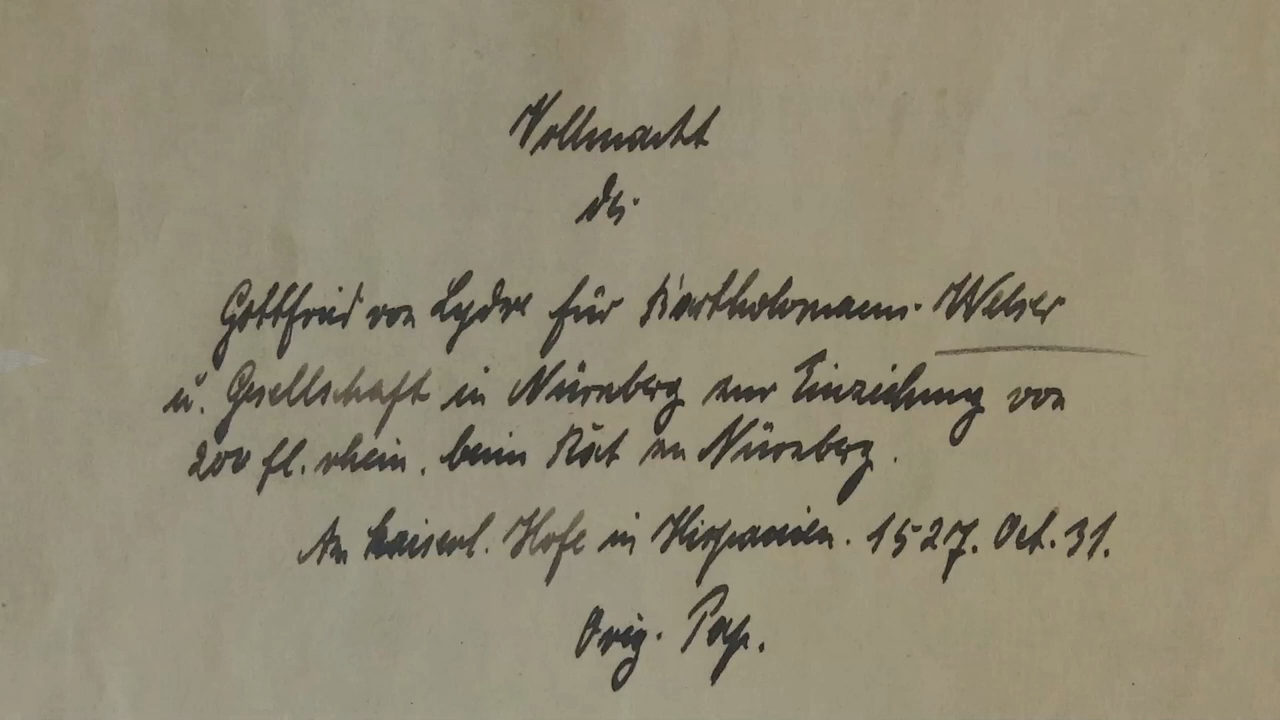 Vollmacht
des
Gottfried von für Bartholomaeus Welser
u. Gesellschaft in Nürnberg zur Einziehung von
200 fl. rhein. beim Rat zu Nürnberg.
Am kaiserl. Hofe in Hispanien. 1527. Oct. 31.
Orig. Pap.